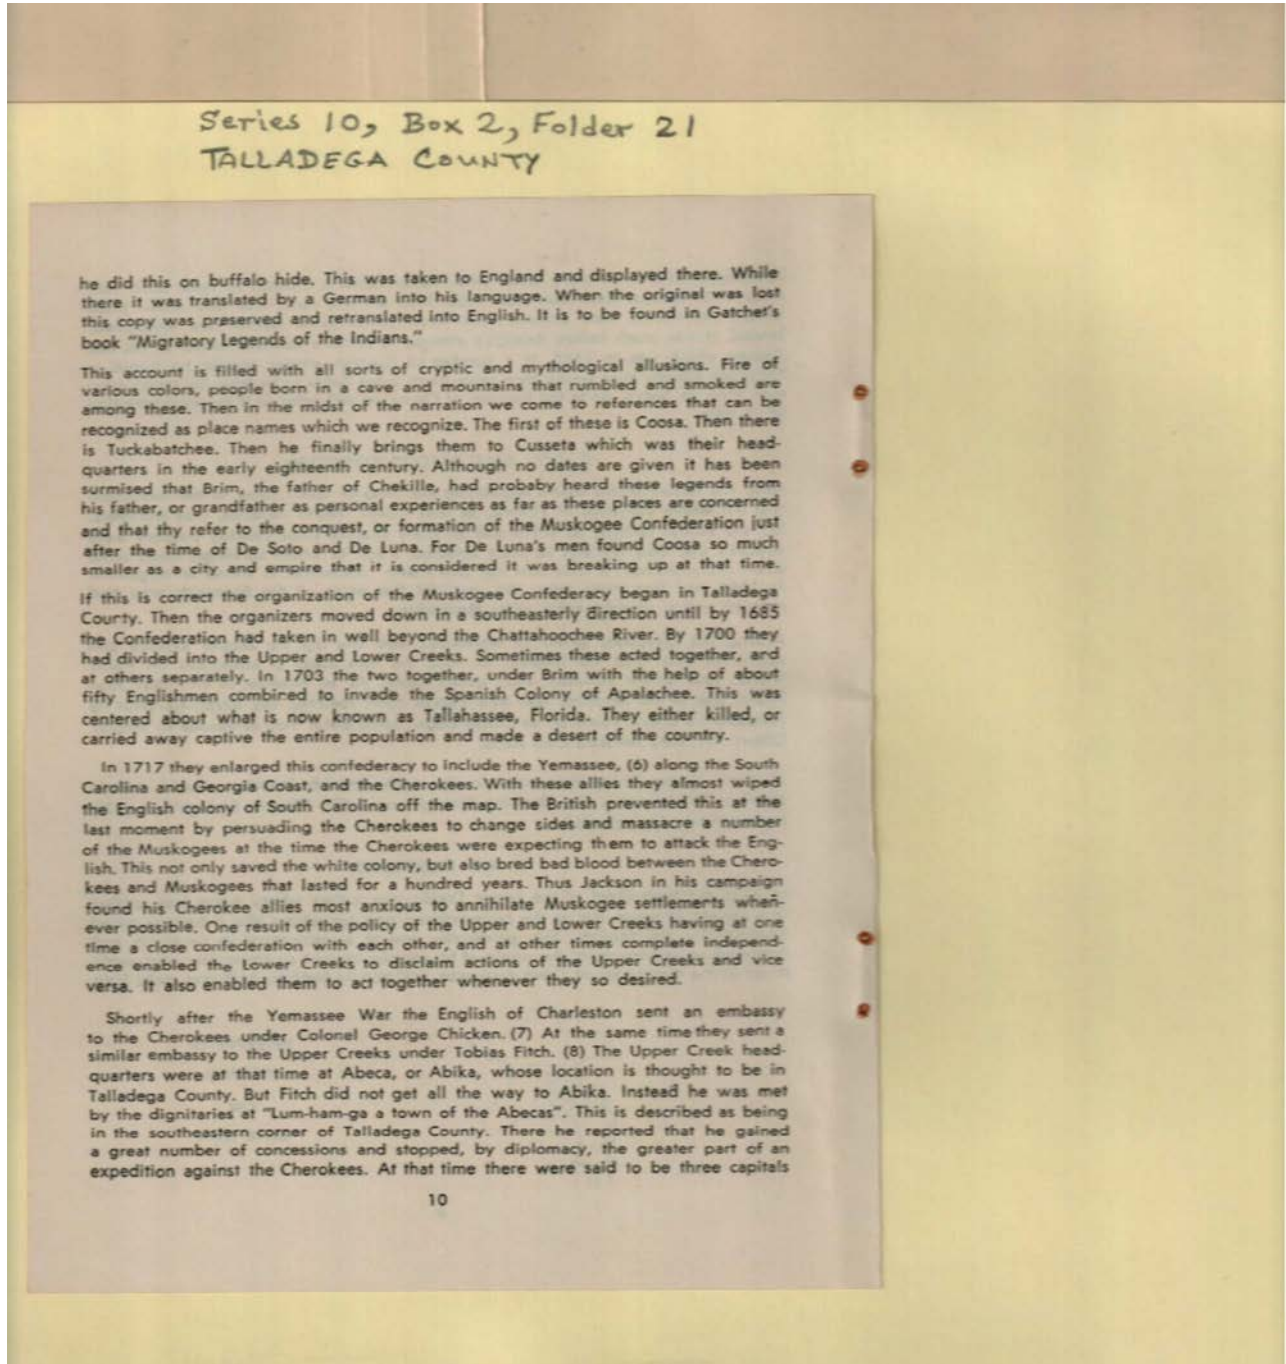 Series 10, Box 2, Folder 21
TALLADEGA COUNTY
he did this on buffalo hide. This was taken to England and displayed there. While
there it was translated by a German into his language. When the original was lost
this copy was preserved and retranslated into English. It is to be found in Gatchet's
book "Migratory Legends of the Indians."
This account is filled with all sorts of cryptic and mythological allusions. Fire of
various colors, people born in a cave and mountains that rumbled and smoked are
among these. Then in the midst of the narration we come to references that can be
recognized as place names which we recognize. The first of these is Coosa. Then there
is Tuckabatchee. Then he finally brings them to Cusseta which was their head-
quarters in the early eighteenth century. Although no dates are given it has been
surmised that Brim, the father of Chekille, had probaby heard these legends from
his father, or grandfather as personal experiences as far as these places are concerned
and that thy refer to the conquest, or formation of the Muskogee Confederation just
after the time of De Soto and De Luna. For De Luna's men found Coosa so much
smaller as a city and empire that it is considered it was breaking up at that time.
If this is correct the organization of the Muskogee Confederacy began in Talladega
County. Then the organizers moved down in a southeasterly direction until by 1685
the Confederation had taken in well beyond the Chattahoochee River. By 1700 they
had divided into the Upper and Lower Creeks. Sometimes these acted together, and
at others separately. In 1703 the two together, under Brim with the help of about
fifty Englishmen combined to invade the Spanish Colony of Apalachee. This was
centered about what is now known as Tallahassee, Florida. They either killed, or
carried away captive the entire population and made a desert of the country.
In 1717 they enlarged this confederacy to include the Yemassee, (6) along the South
Carolina and Georgia Coast, and the Cherokees. With these allies they almost wiped
the English colony of South Carolina off the map. The British prevented this at the
last moment by persuading the Cherokees to change sides and massacre a number
of the Muskogees at the time the Cherokees were expecting them to attack the Eng-
lish. This not only saved the white colony, but also bred bad blood between the Chero-
kees and Muskogees that lasted for a hundred years. Thus Jackson in his campaign
found his Cherokee allies most anxious to annihilate Muskogee settlements when-
ever possible. One result of the policy of the Upper and Lower Creeks having at one
time a close confederation with each other, and at other times complete independ-
ence enabled the Lower Creeks to disclaim actions of the Upper Creeks and vice
versa. It also enabled them to act together whenever they so desired.
Shortly after the Yemassee War the English of Charleston sent an embassy
to the Cherokees under Colonel George Chicken. (7) At the same time they sent a
similar embassy to the Upper Creeks under Tobias Fitch. (8) The Upper Creek head-
quarters were at that time at Abeca, or Abika, whose location is thought to be in
Talladega County. But Fitch did not get all the way to Abika. Instead he was met
by the dignitaries at "Lum-ham-ga a town of the Abecas". This is described as being
in the southeastern corner of Talladega County. There he reported that he gained
a great number of concessions and stopped, by diplomacy, the greater part of an
expedition against the Cherokees. At that time there were said to be three capitals
10